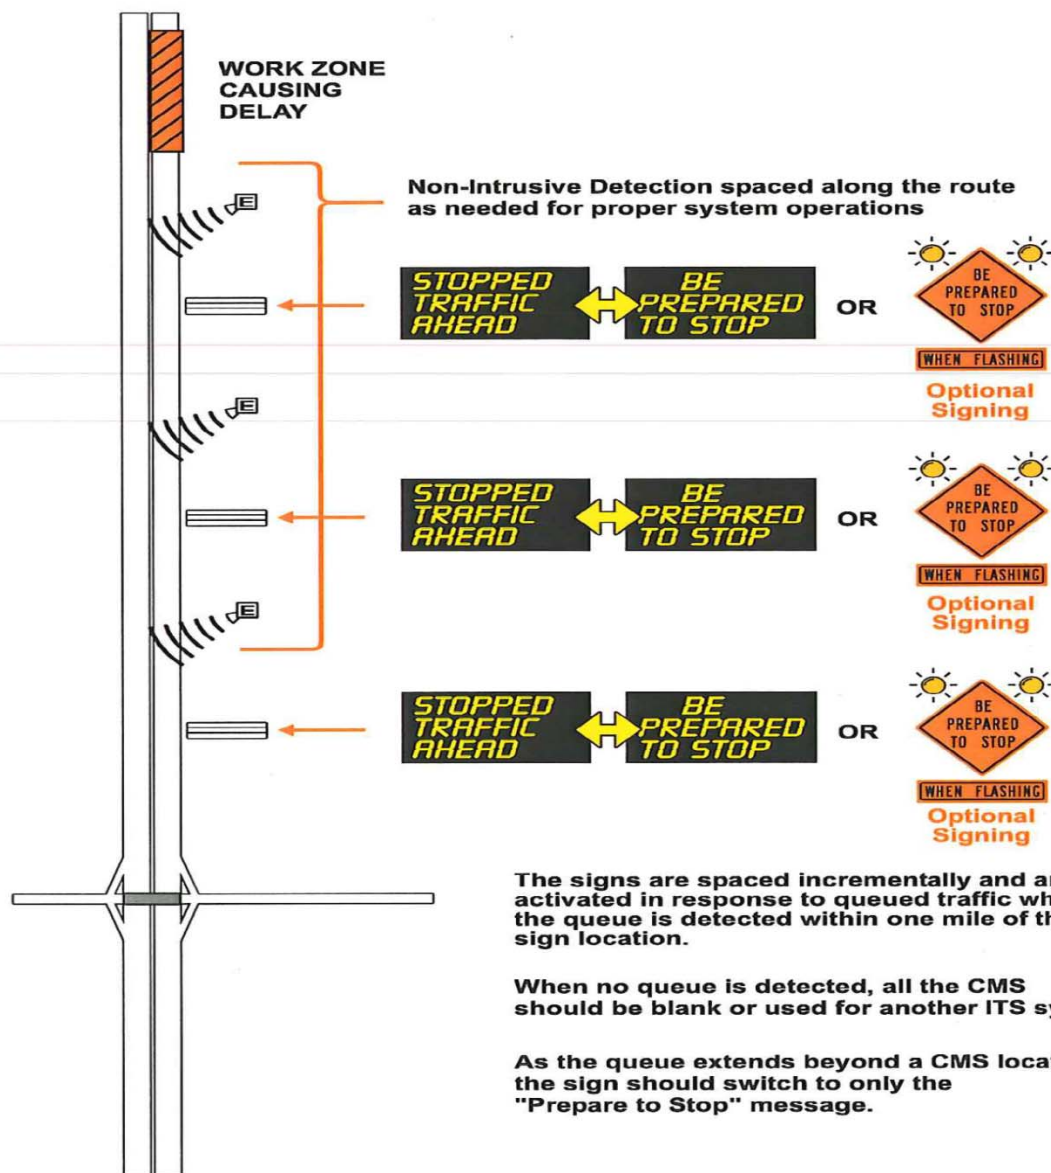 WORK ZONE
CAUSING
DELAY
Non-Intrusive Detection spaced along the route
as needed for proper system operations
E
STOPPED
TRAFFIC
AHEAD
BE
PREPARED
TO STOP
OR
BE
PREPARED
TO STOP
WHEN FLASHING
Optional
Signing
E
STOPPED
TRAFFIC
AHEAD
BE
PREPARED
TO STOP
OR
BE
PREPARED
TO STOP
WHEN FLASHING
Optional
Signing
E
STOPPED
TRAFFIC
AHEAD
BE
PREPARED
TO STOP
OR
BE
PREPARED
TO STOP
WHEN FLASHING
Optional
Signing
The signs are spaced incrementally and
activated in response to queued traffic
the queue is detected within one mile of
sign location.
When no queue is detected, all the CMS
should be blank or used for another ITS
As the queue extends beyond a CMS
the sign should switch to only the
"Prepare to Stop" message.